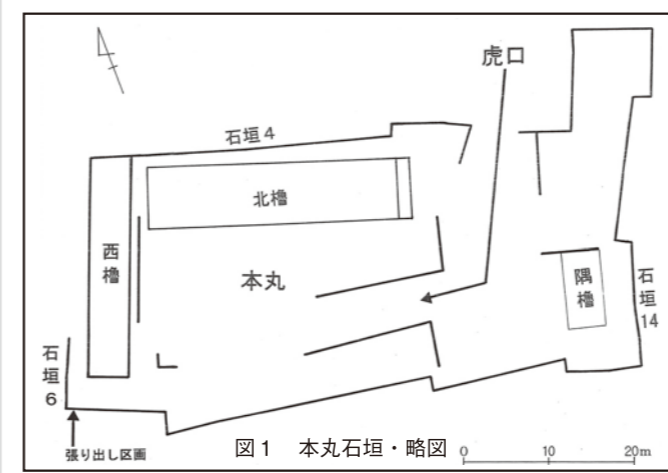 虎口
石垣4
北櫓
西櫓
本丸
隅櫓
石垣14
石垣6
張り出し区画
図1 本丸石垣・略図
0 10 20m